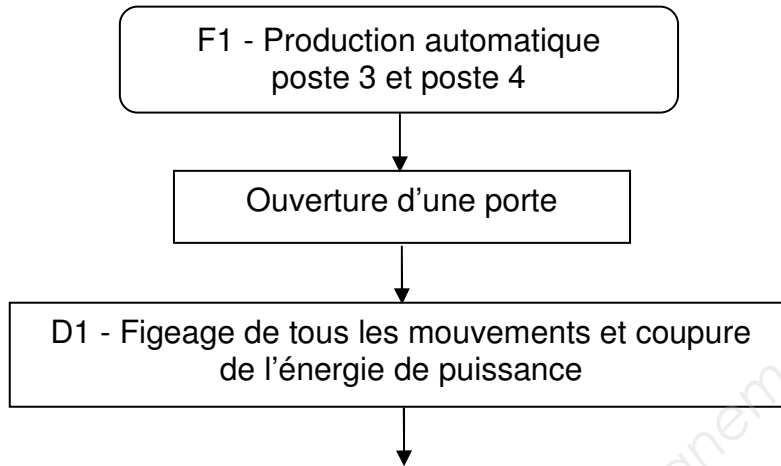 F1 - Production automatique
poste 3 et poste 4
Ouverture d'une porte
D1 - Figeage de tous les mouvements et coupure
de l'énergie de puissance